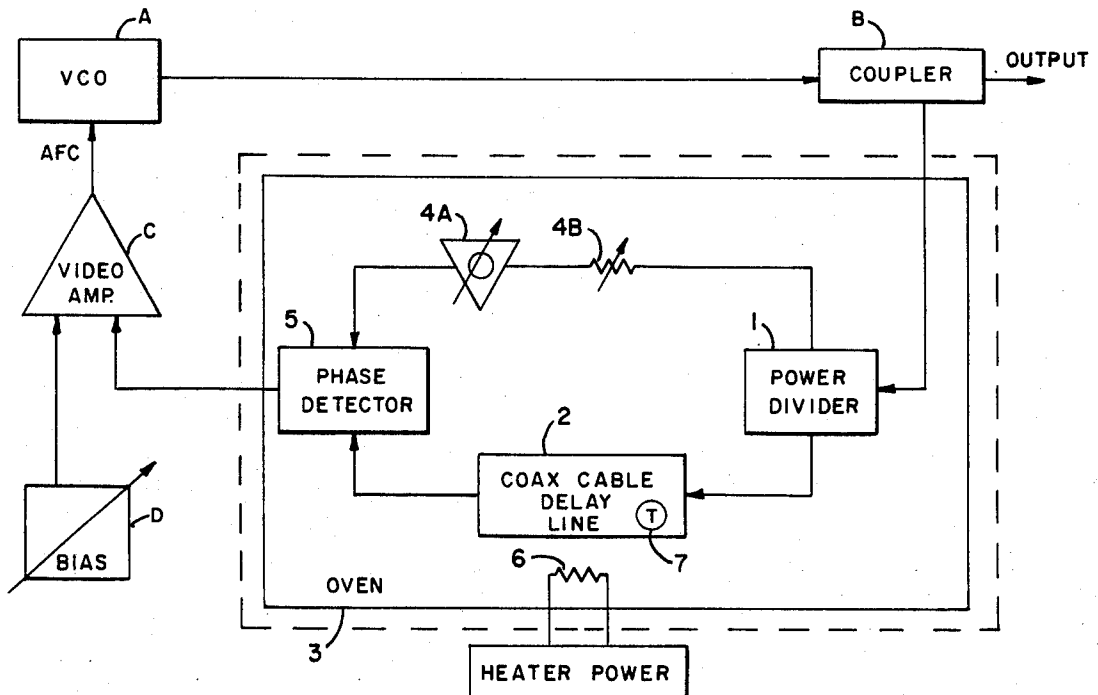 A
VCO
B
COUPLER
OUTPUT
AFC
C
VIDEO
AMP.
4A
4B
5
PHASE
DETECTOR
1
POWER
DIVIDER
2
COAX CABLE
DELAY
LINE
T
7
6
D
BIAS
OVEN
3
HEATER POWER